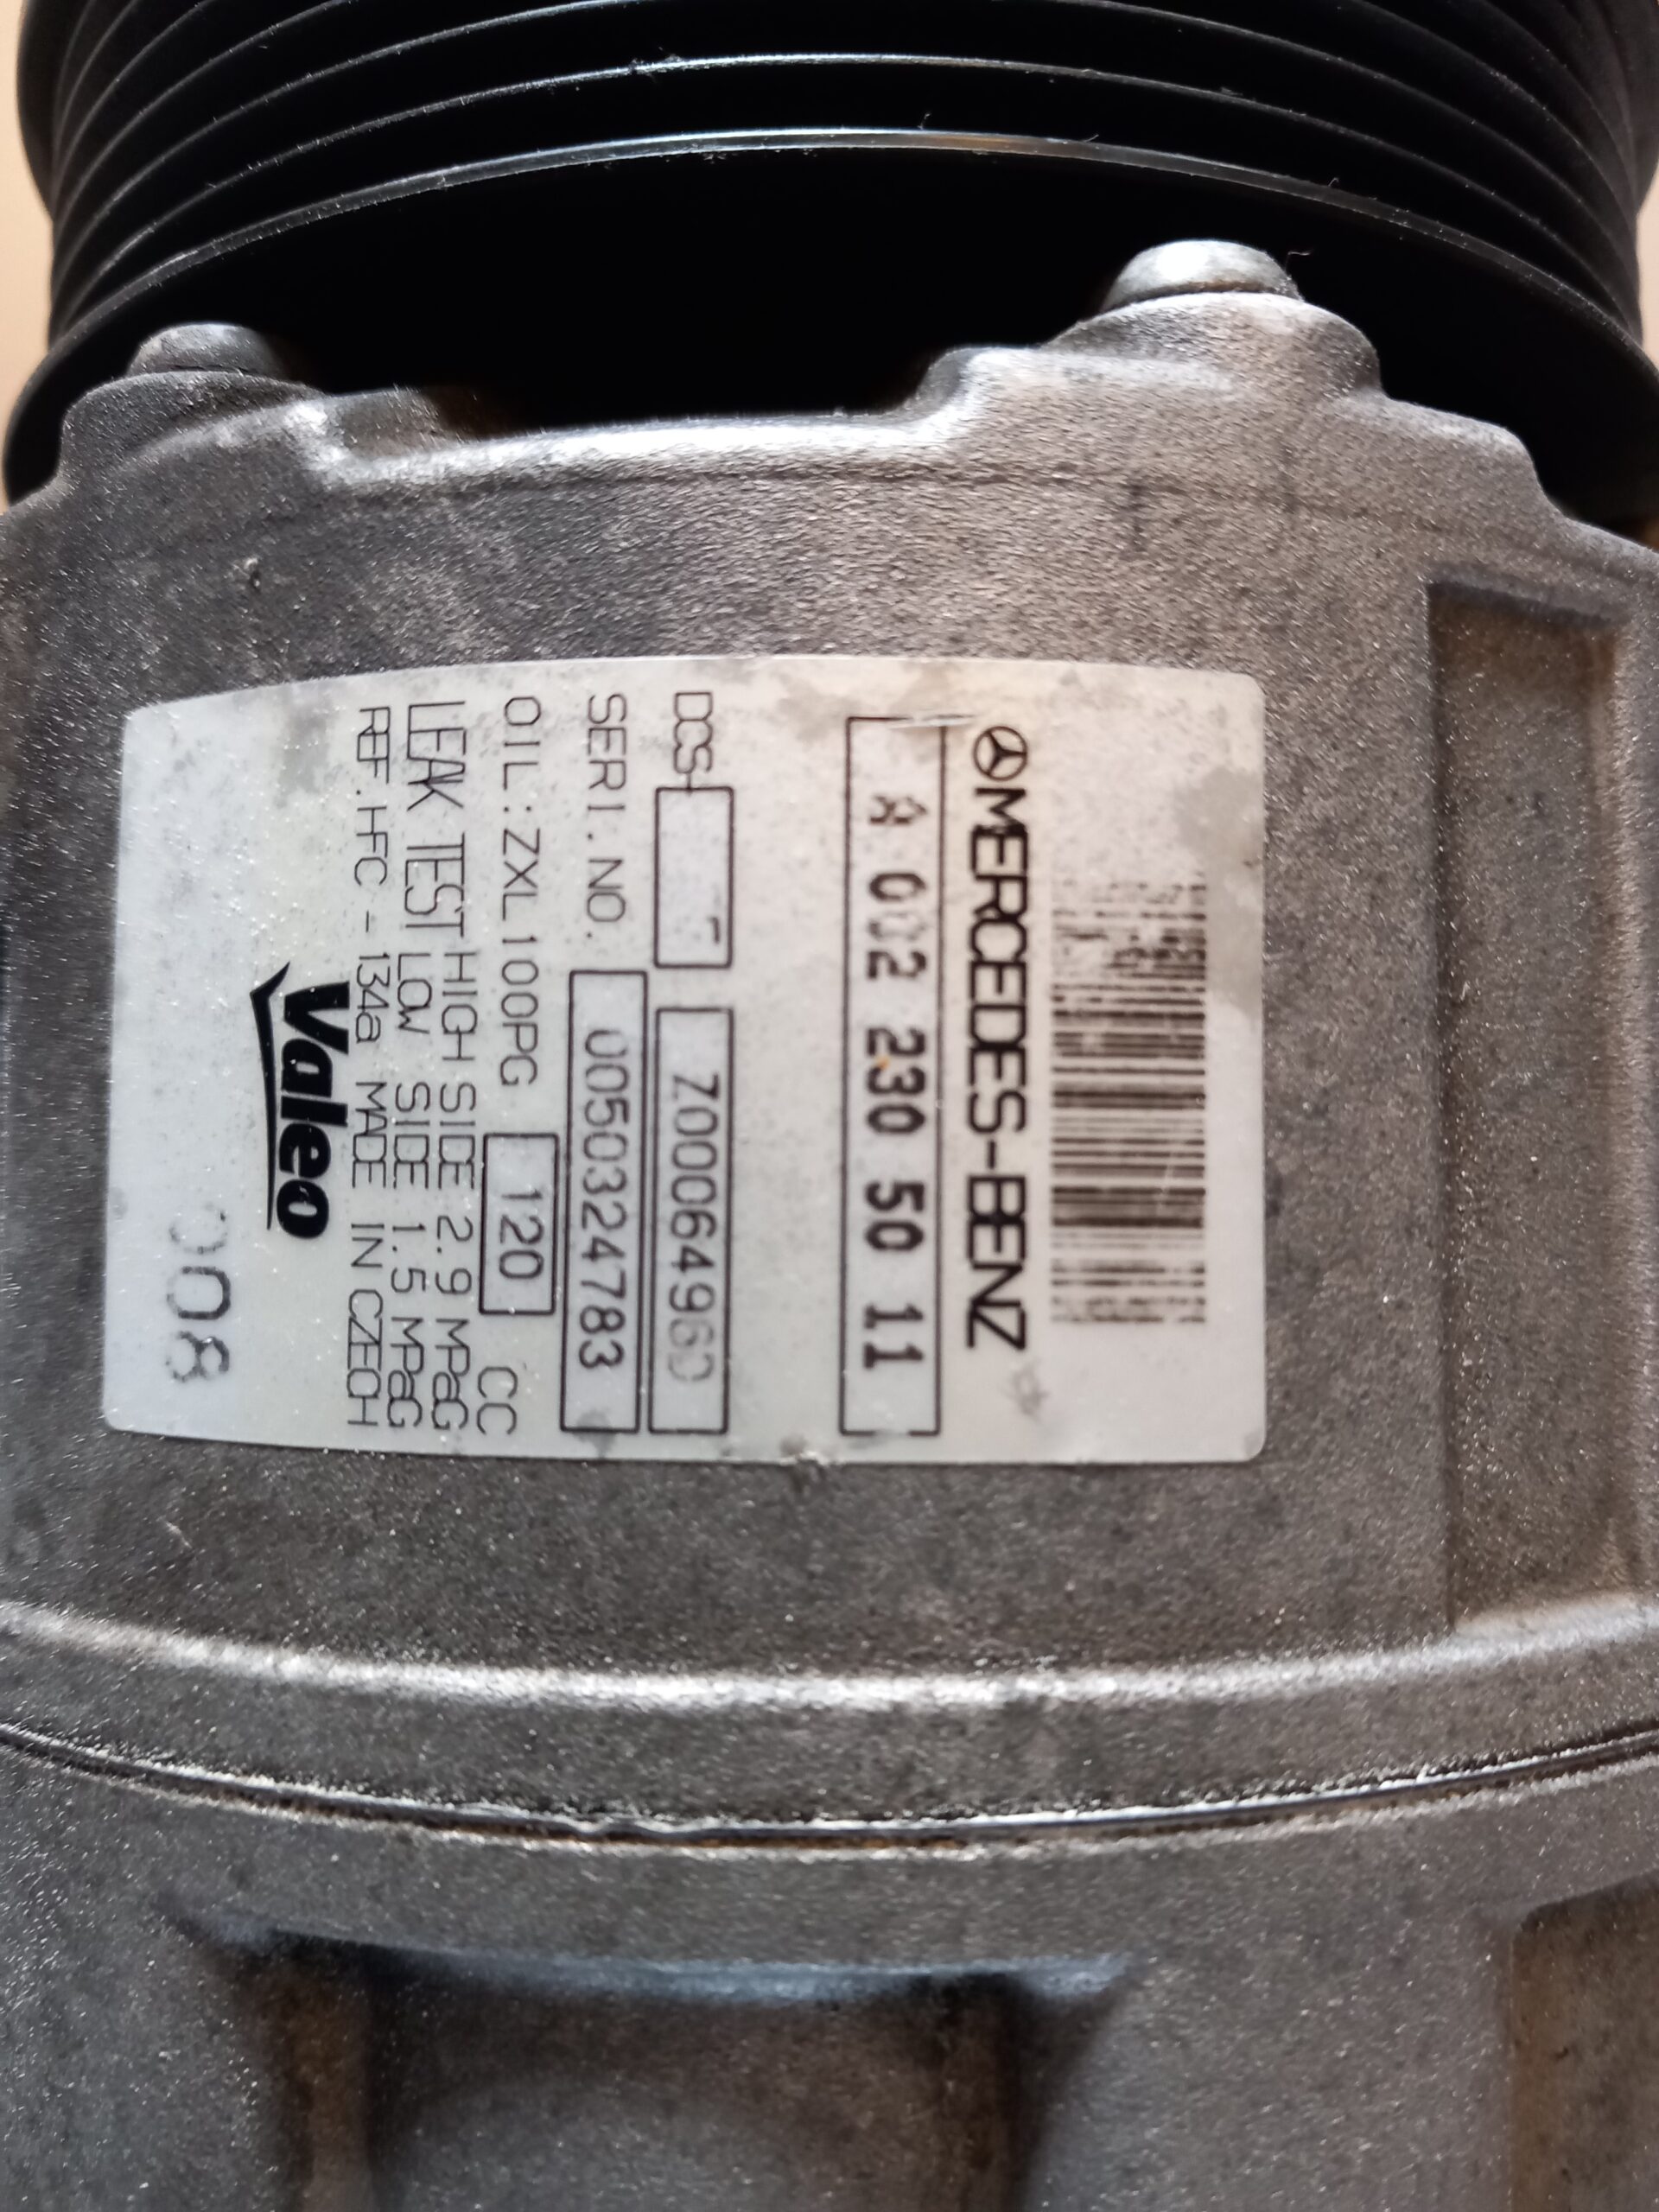 MERCEDES-BENZ
A 002 230 50 11
DCS-
Z0006496
SERI.NO. 0050324783
OIL:ZXL100PG 120 CC
LEAK TEST HIGH SIDE 2.9 MPaG
LOW SIDE 1.5 MPaG
REF.HFC-134a MADE IN CZECH
Valeo
008